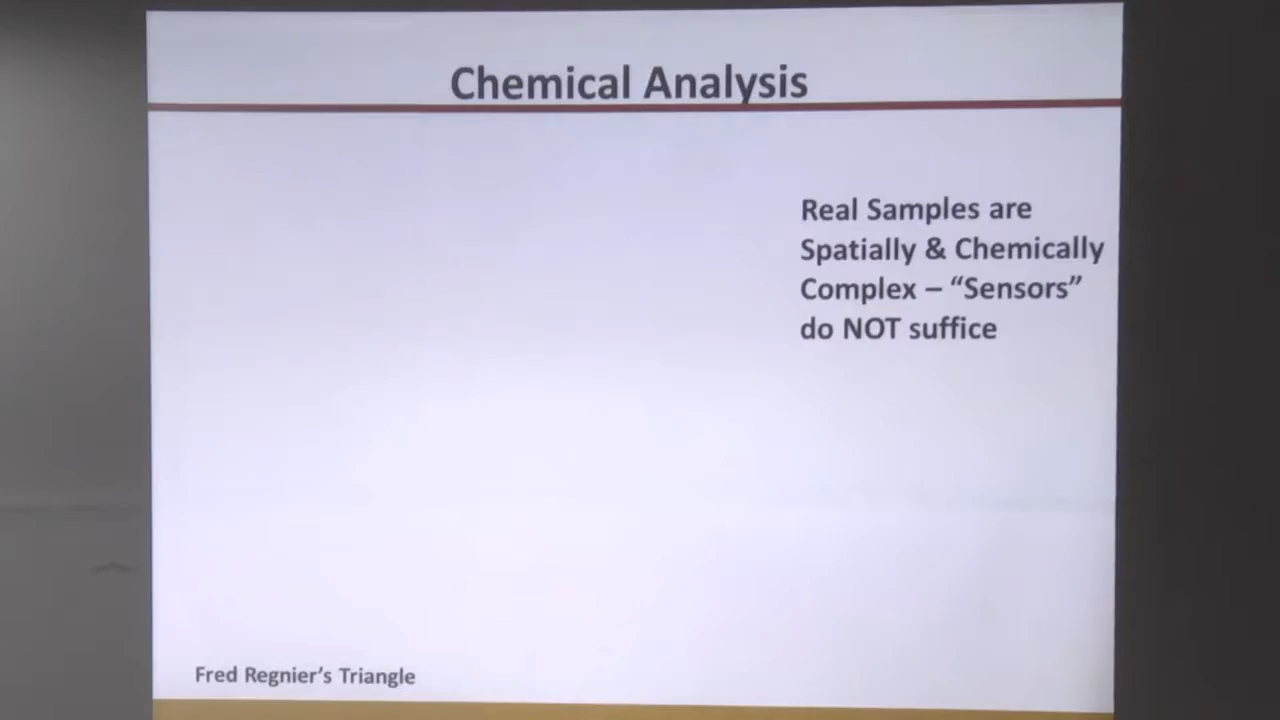 Chemical Analysis
Real Samples are
Spatially & Chemically
Complex – “Sensors”
do NOT suffice
Fred Regnier’s Triangle